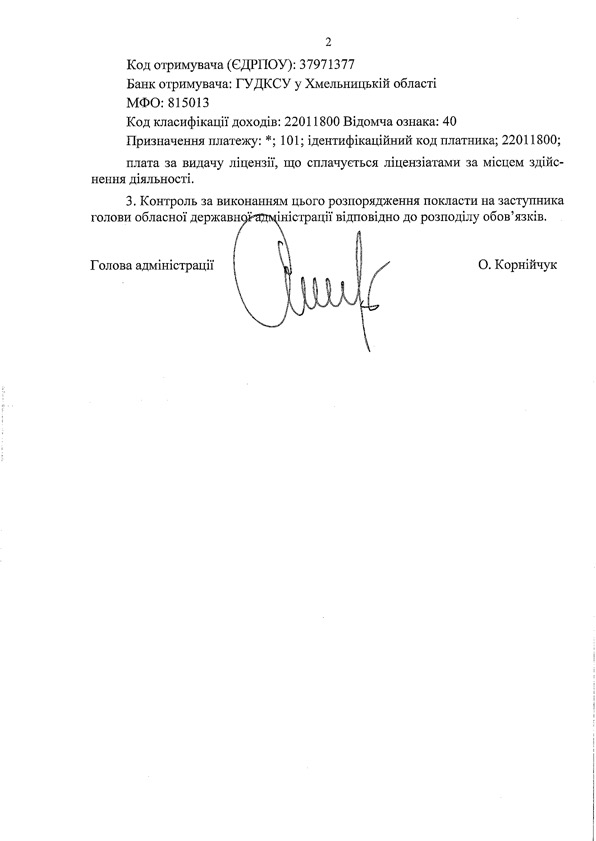 2
Код отримувача (ЄДРПОУ): 37971377
Банк отримувача: ГУДКСУ у Хмельницькій області
МФО: 815013
Код класифікації доходів: 22011800 Відомча ознака: 40
Призначення платежу: *; 101; ідентифікаційний код платника; 22011800;
плата за видачу ліцензії, що сплачується ліцензіатами за місцем здійс-
нення діяльності.
3. Контроль за виконанням цього розпорядження покласти на заступника
голови обласної державної адміністрації відповідно до розподілу обов’язків.
Голова адміністрації О. Корнійчук